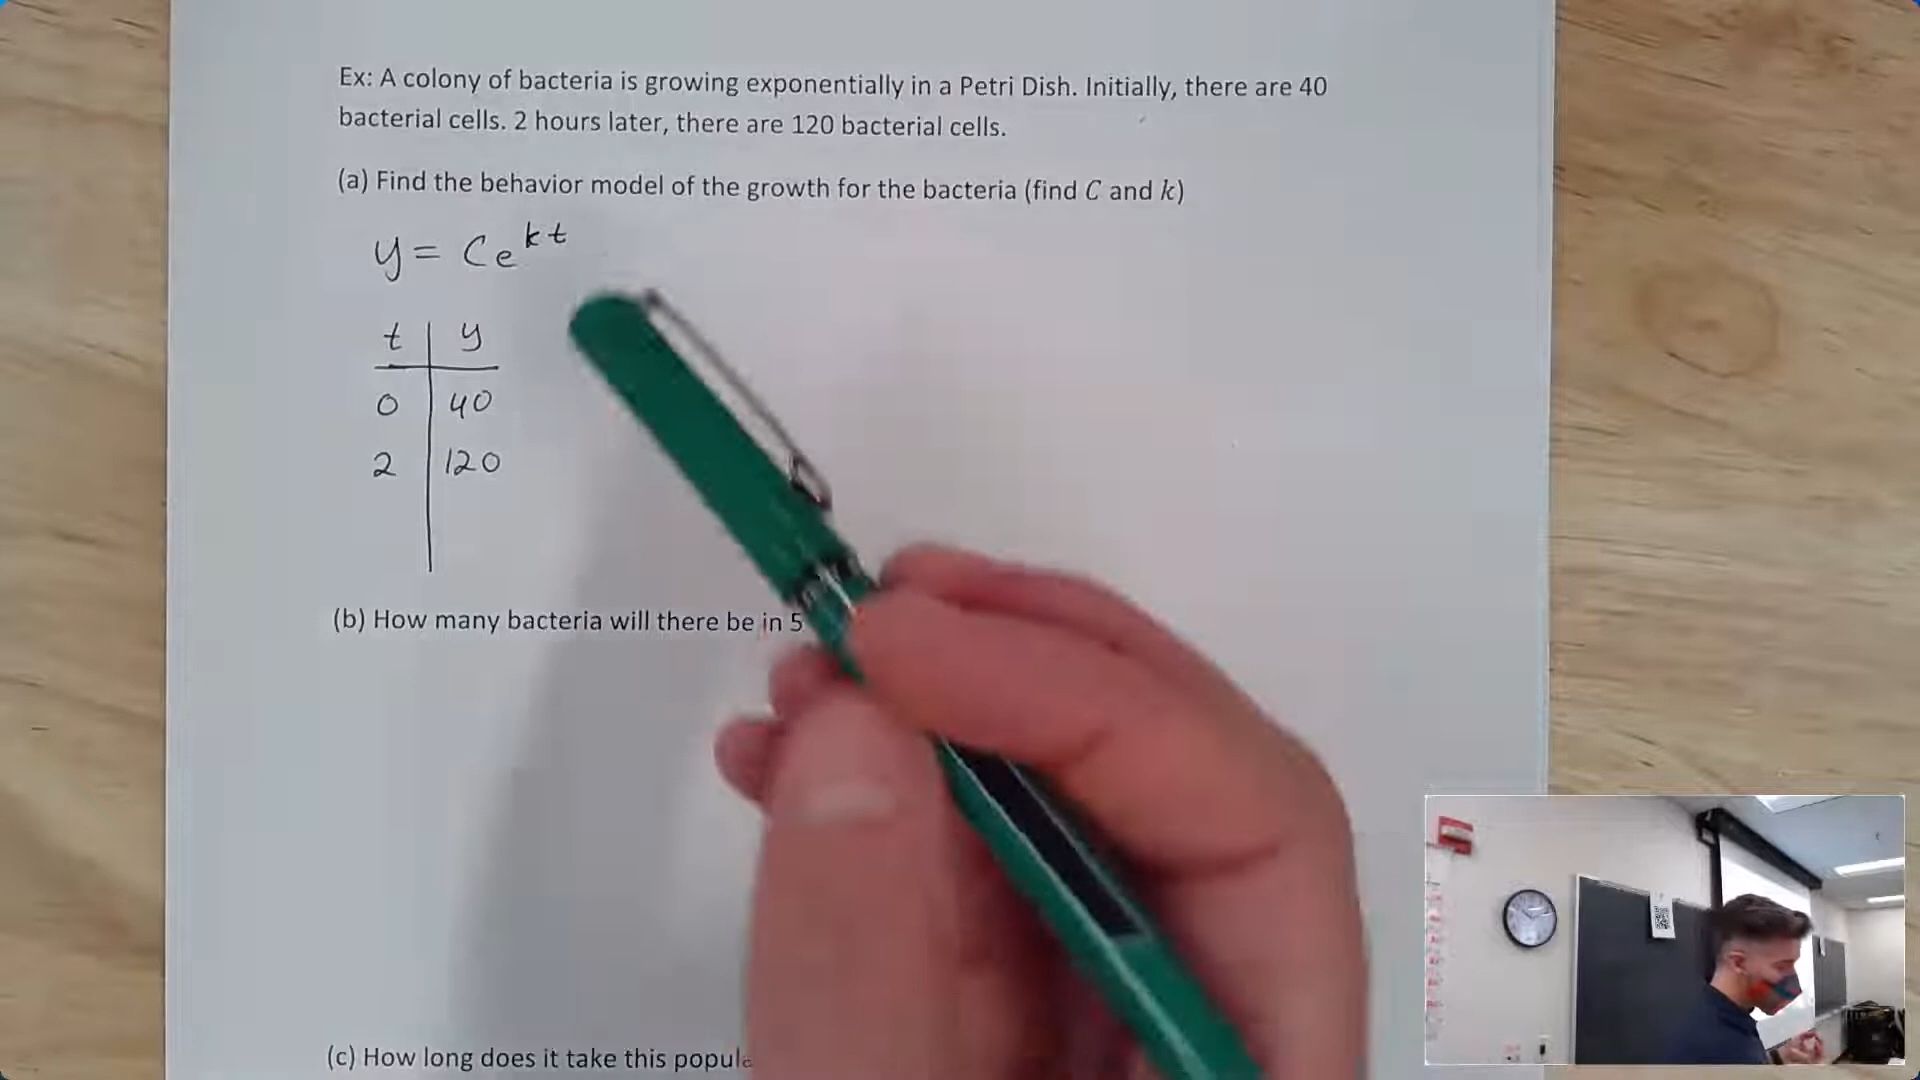 Ex: A colony of bacteria is growing exponentially in a Petri Dish. Initially, there are 40
bacterial cells. 2 hours later, there are 120 bacterial cells.
(a) Find the behavior model of the growth for the bacteria (find C and k)
y = Ce^kt
t | y
0 | 40
2 | 120
(b) How many bacteria will there be in 5
(c) How long does it take this popula